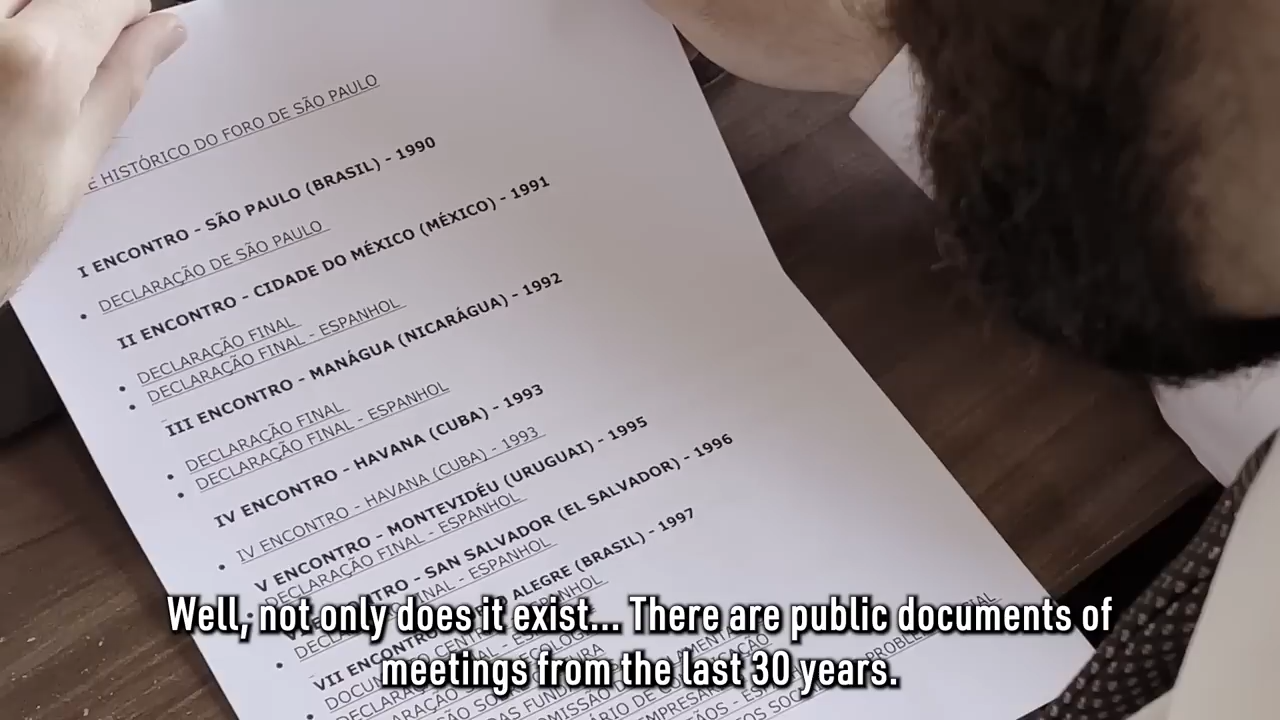 E HISTÓRICO DO FORO DE SÃO PAULO
I ENCONTRO - SÃO PAULO (BRASIL) - 1990
• DECLARAÇÃO DE SÃO PAULO
II ENCONTRO - CIDADE DO MÉXICO (MÉXICO) - 1991
• DECLARAÇÃO FINAL
• DECLARAÇÃO FINAL - ESPANHOL
III ENCONTRO - MANÁGUA (NICARÁGUA) - 1992
• DECLARAÇÃO FINAL
• DECLARAÇÃO FINAL - ESPANHOL
IV ENCONTRO - HAVANA (CUBA) - 1993
• IV ENCONTRO - HAVANA (CUBA) - 1993
V ENCONTRO - MONTEVIDÉU (URUGUAI) - 1995
DECLARAÇÃO FINAL - ESPANHOL
SAN SALVADOR (EL SALVADOR) - 1996
FINAL - ESPANHOL
VII ENCONTRO ALEGRE (BRASIL) - 1997
Well, not only does it exist... There are public documents of
meetings from the last 30 years.